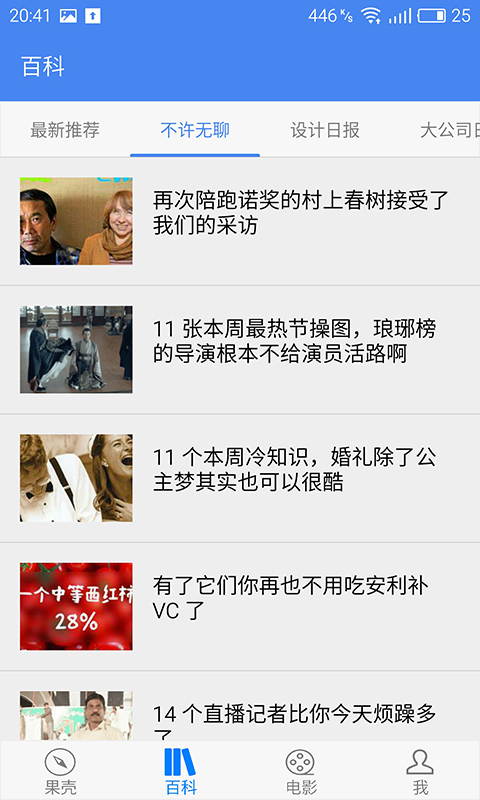 20:41 446 K/s 25
百科
最新推荐 不许无聊 设计日报 大公司日
再次陪跑诺奖的村上春树接受了
我们的采访
11 张本周最热节操图，琅琊榜
的导演根本不给演员活路啊
11 个本周冷知识，婚礼除了公
主梦其实也可以很酷
一个中等西红柿
28%
有了它们你再也不用吃安利补
VC 了
14 个直播记者比你今天烦躁多
了
果壳 百科 电影 我